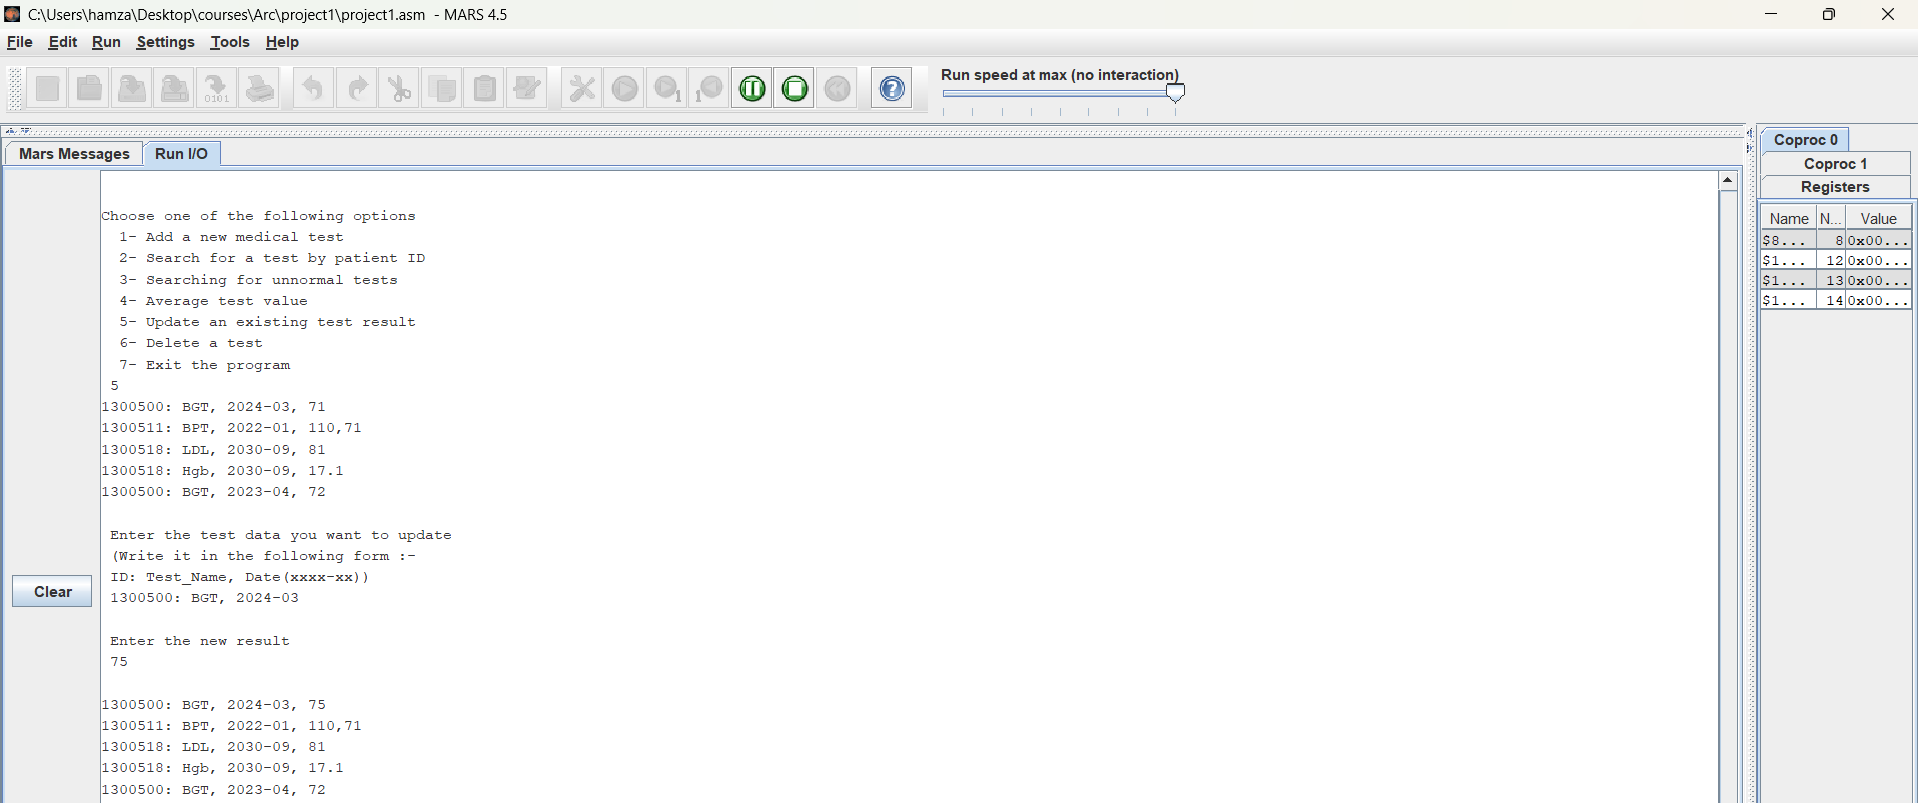 C:\Users\hamza\Desktop\courses\Arc\project1\project1.asm - MARS 4.5
File Edit Run Settings Tools Help
Run speed at max (no interaction)
Mars Messages Run I/O
Choose one of the following options
1- Add a new medical test
2- Search for a test by patient ID
3- Searching for unnormal tests
4- Average test value
5- Update an existing test result
6- Delete a test
7- Exit the program
5
1300500: BGT, 2024-03, 71
1300511: BPT, 2022-01, 110,71
1300518: LDL, 2030-09, 81
1300518: Hgb, 2030-09, 17.1
1300500: BGT, 2023-04, 72
Enter the test data you want to update
(Write it in the following form :-
ID: Test_Name, Date(xxxx-xx))
1300500: BGT, 2024-03
Enter the new result
75
1300500: BGT, 2024-03, 75
1300511: BPT, 2022-01, 110,71
1300518: LDL, 2030-09, 81
1300518: Hgb, 2030-09, 17.1
1300500: BGT, 2023-04, 72
Clear
Coproc 0
Coproc 1
Registers
Name N... Value
$8... 8 0x00...
$1... 12 0x00...
$1... 13 0x00...
$1... 14 0x00...